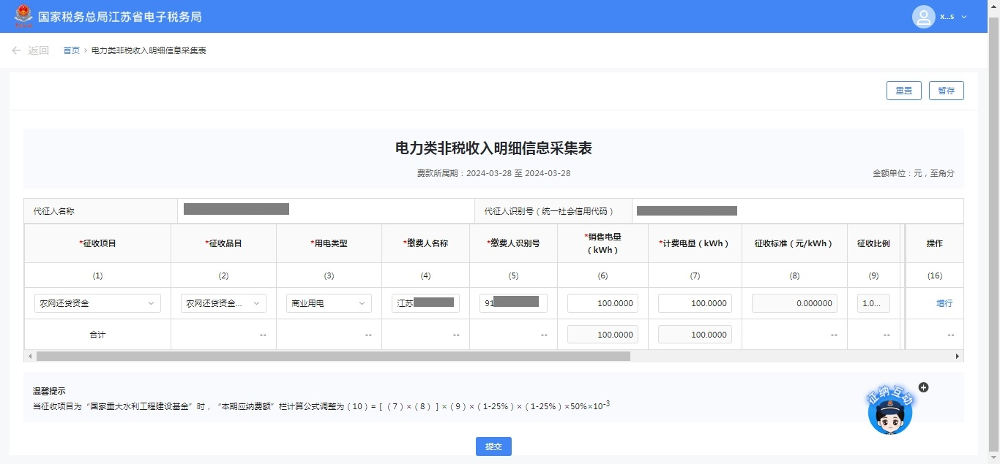 国家税务总局江苏省电子税务局
x...s
返回 首页 > 电力类非税收入明细信息采集表
重置 暂存
电力类非税收入明细信息采集表
费款所属期：2024-03-28 至 2024-03-28
金额单位：元，至角分
代征人名称 代征人识别号（统一社会信用代码）
*征收项目 *征收品目 *用电类型 *缴费人名称 *缴费人识别号 *销售电量（kWh） *计费电量（kWh） 征收标准（元/kWh） 征收比例 操作
(1) (2) (3) (4) (5) (6) (7) (8) (9) (16)
农网还贷资金 农网还贷资金... 商业用电 江苏 91 100.0000 100.0000 0.000000 1.0... 增行
合计 -- -- -- -- 100.0000 100.0000 -- -- --
温馨提示
当征收项目为“国家重大水利工程建设基金”时，“本期应纳费额”栏计算公式调整为（10）=［（7）×（8）］×（9）×（1-25%）×（1-25%）×50%×10-3
征纳互动
提交